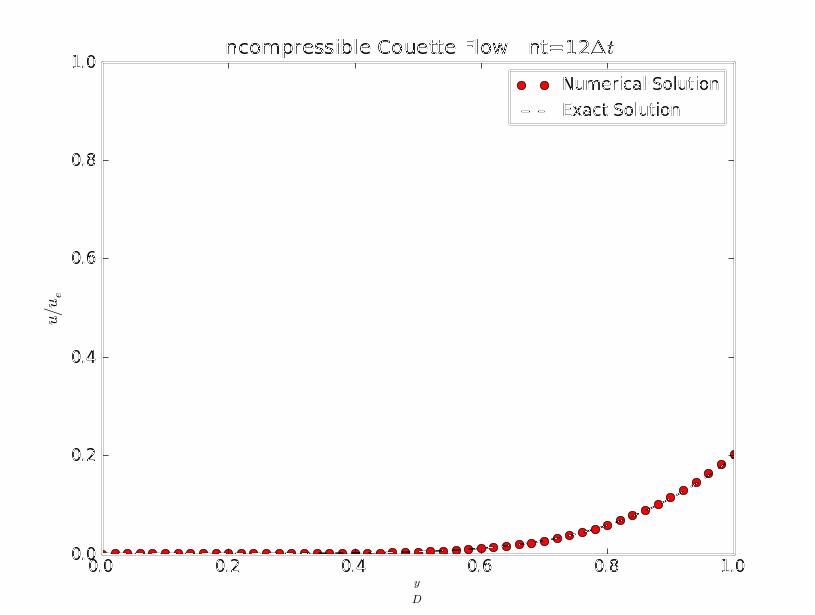 ncompressible Couette Flow nt=12Δt
Numerical Solution
Exact Solution
1.0
0.8
0.6
0.4
0.2
0.0
u/u_e
0.0 0.2 0.4 0.6 0.8 1.0
y
D